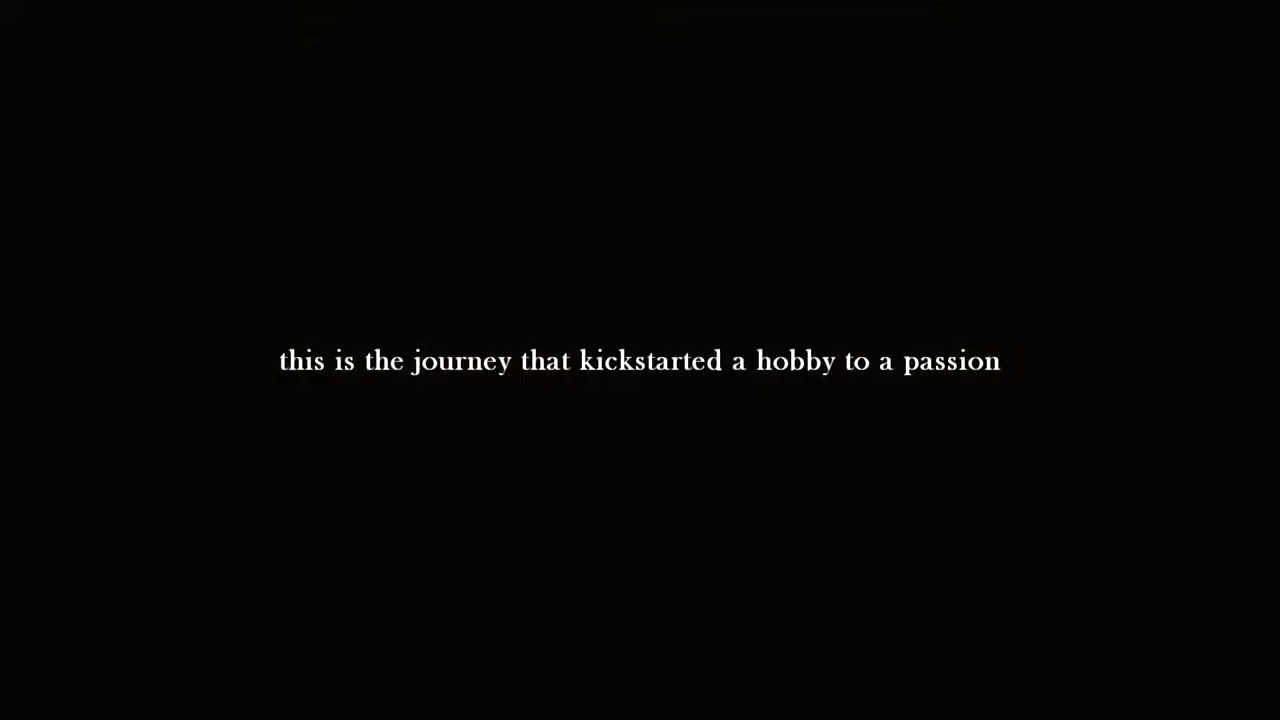 this is the journey that kickstarted a hobby to a passion